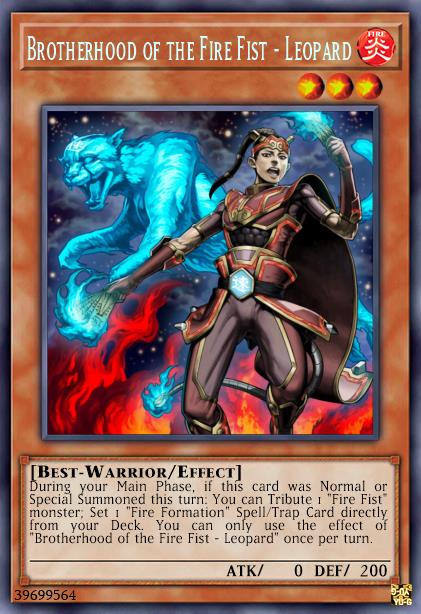 Brotherhood of the Fire Fist - Leopard
FIRE
炎
[Best-Warrior/Effect]
During your Main Phase, if this card was Normal or
Special Summoned this turn: You can Tribute 1 "Fire Fist"
monster; Set 1 "Fire Formation" Spell/Trap Card directly
from your Deck. You can only use the effect of
"Brotherhood of the Fire Fist - Leopard" once per turn.
ATK/ 0 DEF/ 200
39699564